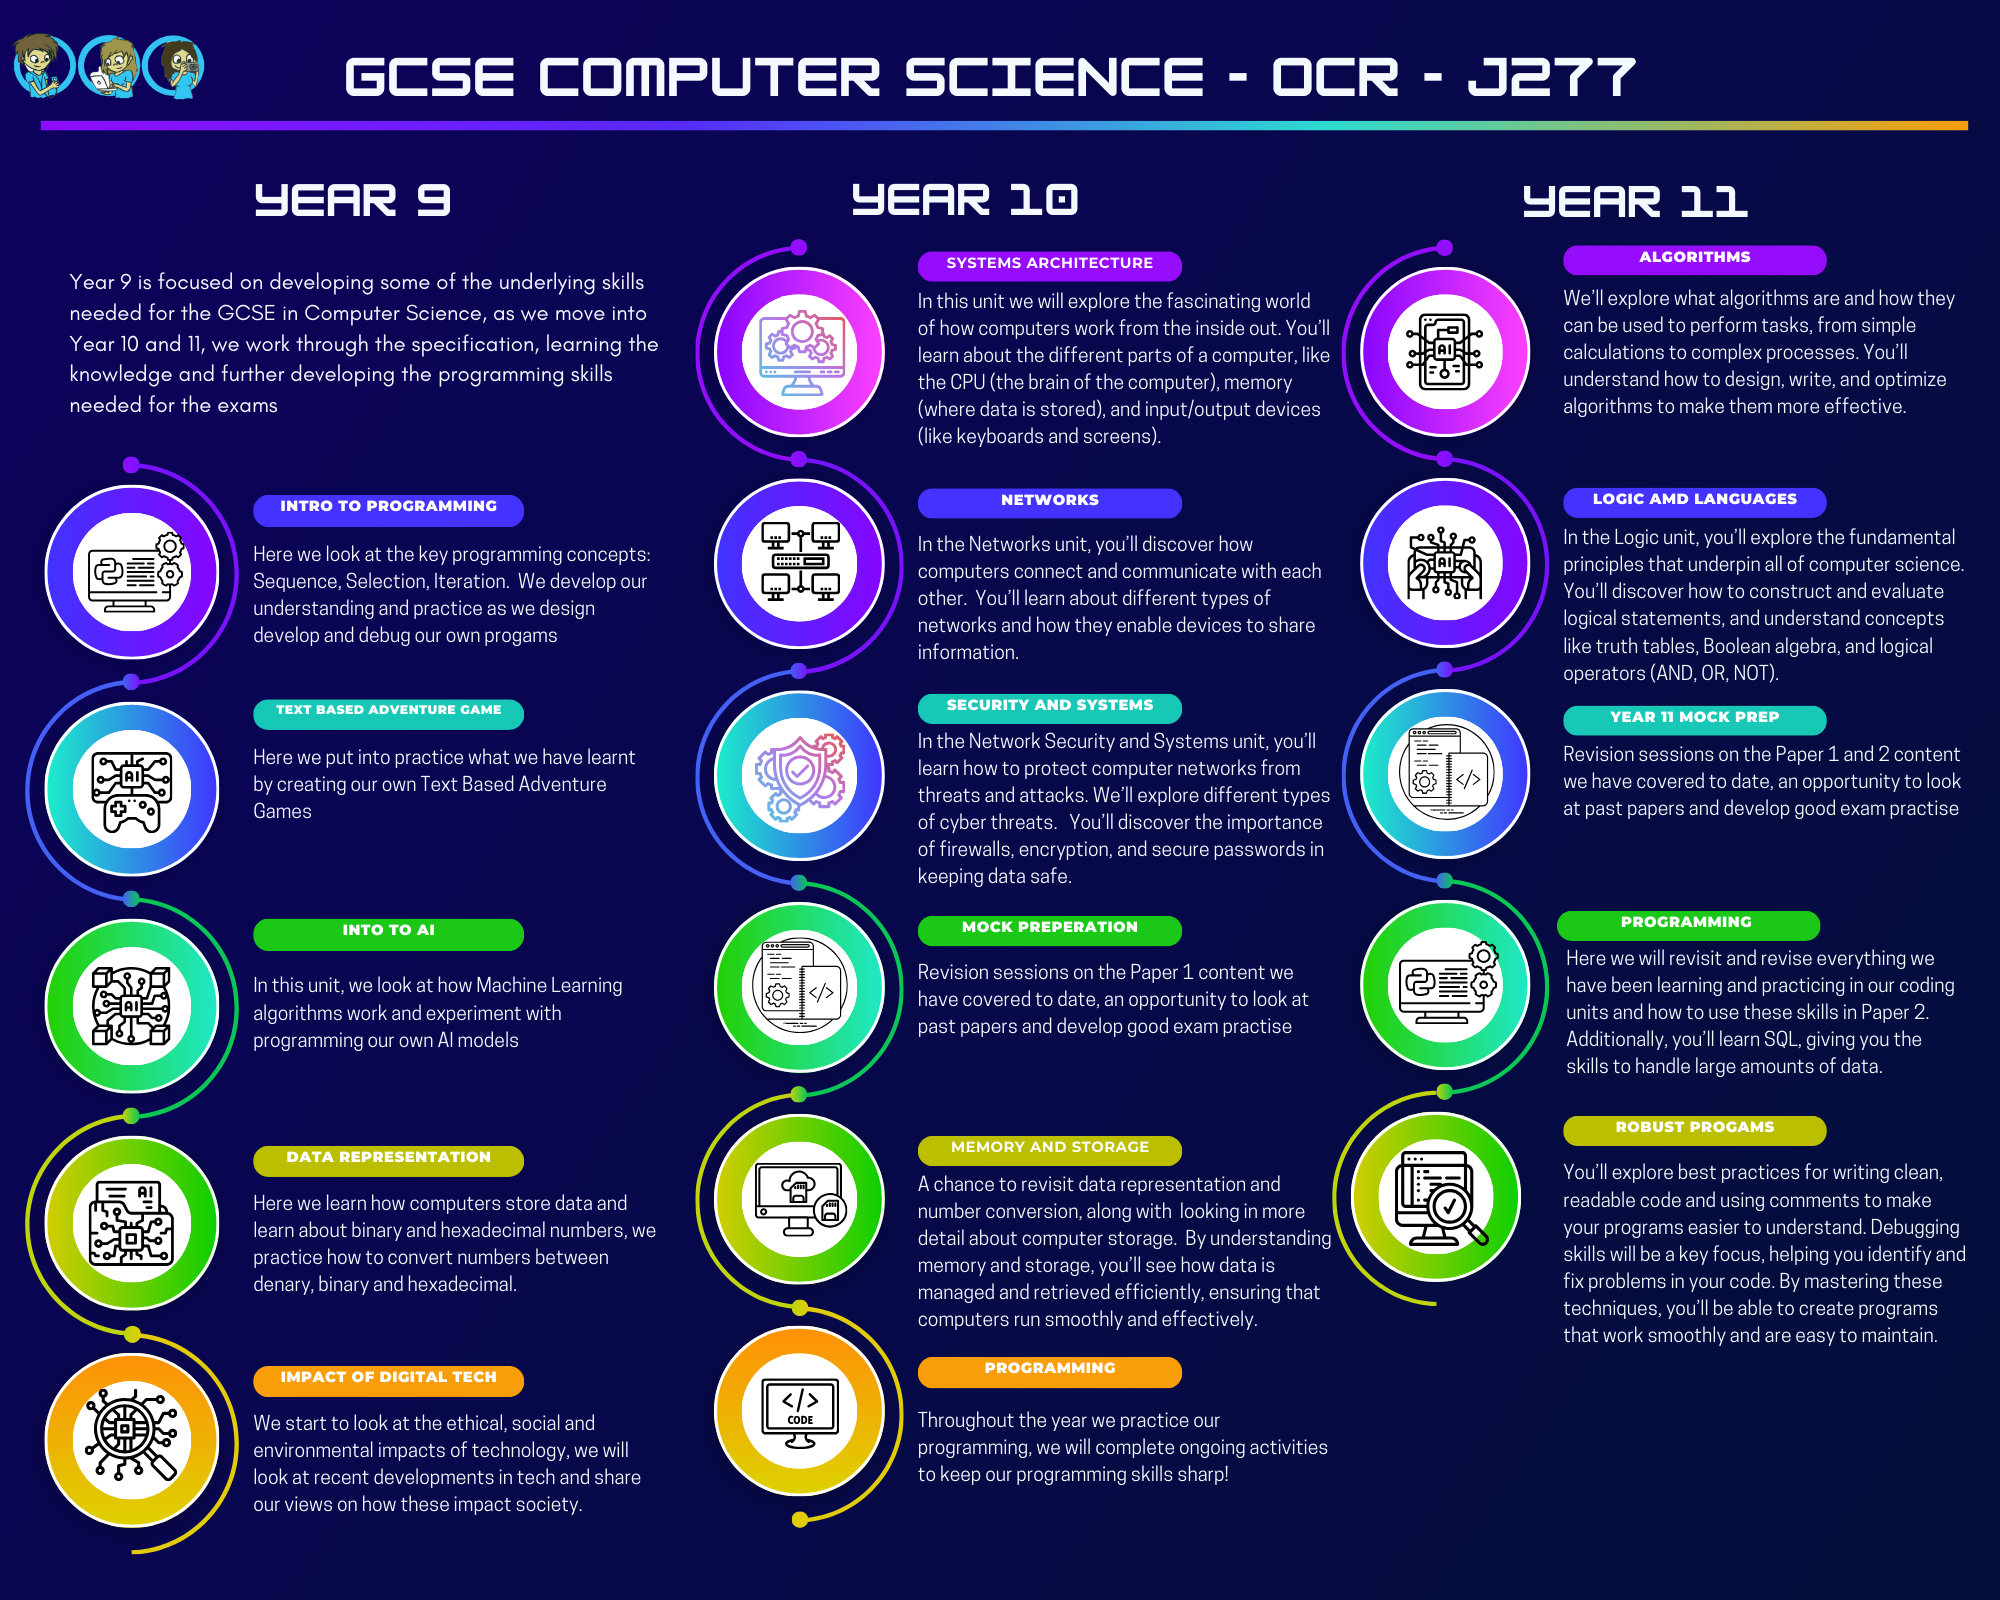 GCSE COMPUTER SCIENCE - OCR - J277
YEAR 9
Year 9 is focused on developing some of the underlying skills
needed for the GCSE in Computer Science, as we move into
Year 10 and 11, we work through the specification, learning the
knowledge and further developing the programming skills
needed for the exams
INTRO TO PROGRAMMING
Here we look at the key programming concepts:
Sequence, Selection, Iteration.  We develop our
understanding and practice as we design
develop and debug our own progams
TEXT BASED ADVENTURE GAME
AI
Here we put into practice what we have learnt
by creating our own Text Based Adventure
Games
INTO TO AI
AI
In this unit, we look at how Machine Learning
algorithms work and experiment with
programming our own AI models
DATA REPRESENTATION
AI
Here we learn how computers store data and
learn about binary and hexadecimal numbers, we
practice how to convert numbers between
denary, binary and hexadecimal.
IMPACT OF DIGITAL TECH
We start to look at the ethical, social and
environmental impacts of technology, we will
look at recent developments in tech and share
our views on how these impact society.
YEAR 10
SYSTEMS ARCHITECTURE
In this unit we will explore the fascinating world
of how computers work from the inside out. You'll
learn about the different parts of a computer, like
the CPU (the brain of the computer), memory
(where data is stored), and input/output devices
(like keyboards and screens).
NETWORKS
In the Networks unit, you'll discover how
computers connect and communicate with each
other.  You'll learn about different types of
networks and how they enable devices to share
information.
SECURITY AND SYSTEMS
In the Network Security and Systems unit, you'll
learn how to protect computer networks from
threats and attacks. We'll explore different types
of cyber threats.  You'll discover the importance
of firewalls, encryption, and secure passwords in
keeping data safe.
MOCK PREPERATION
</>
Revision sessions on the Paper 1 content we
have covered to date, an opportunity to look at
past papers and develop good exam practise
MEMORY AND STORAGE
A chance to revisit data representation and
number conversion, along with  looking in more
detail about computer storage.  By understanding
memory and storage, you'll see how data is
managed and retrieved efficiently, ensuring that
computers run smoothly and effectively.
PROGRAMMING
</>
CODE
Throughout the year we practice our
programming, we will complete ongoing activities
to keep our programming skills sharp!
YEAR 11
ALGORITHMS
AI
We'll explore what algorithms are and how they
can be used to perform tasks, from simple
calculations to complex processes. You'll
understand how to design, write, and optimize
algorithms to make them more effective.
LOGIC AMD LANGUAGES
AI
In the Logic unit, you'll explore the fundamental
principles that underpin all of computer science.
You'll discover how to construct and evaluate
logical statements, and understand concepts
like truth tables, Boolean algebra, and logical
operators (AND, OR, NOT).
YEAR 11 MOCK PREP
</>
Revision sessions on the Paper 1 and 2 content
we have covered to date, an opportunity to look
at past papers and develop good exam practise
PROGRAMMING
Here we will revisit and revise everything we
have been learning and practicing in our coding
units and how to use these skills in Paper 2.
Additionally, you'll learn SQL, giving you the
skills to handle large amounts of data.
ROBUST PROGAMS
You'll explore best practices for writing clean,
readable code and using comments to make
your programs easier to understand. Debugging
skills will be a key focus, helping you identify and
fix problems in your code. By mastering these
techniques, you'll be able to create programs
that work smoothly and are easy to maintain.